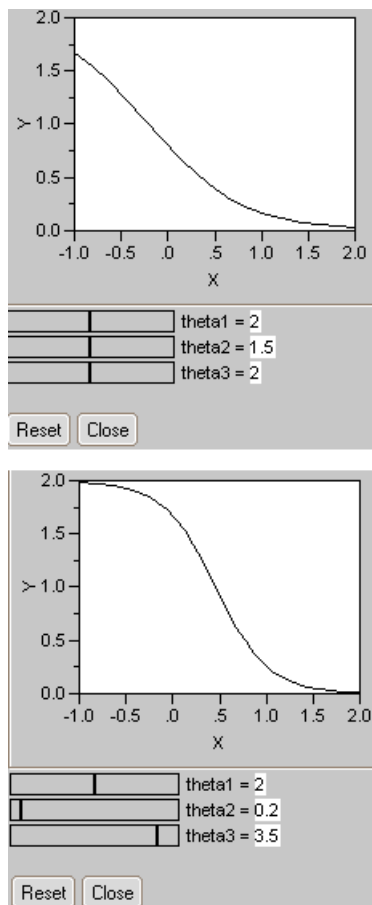 2.0
1.5
Y 1.0
0.5
0.0
-1.0 -0.5 .0 .5 1.0 1.5 2.0
X
theta1 = 2
theta2 = 1.5
theta3 = 2
Reset Close
2.0
1.5
Y 1.0
0.5
0.0
-1.0 -0.5 .0 .5 1.0 1.5 2.0
X
theta1 = 2
theta2 = 0.2
theta3 = 3.5
Reset Close